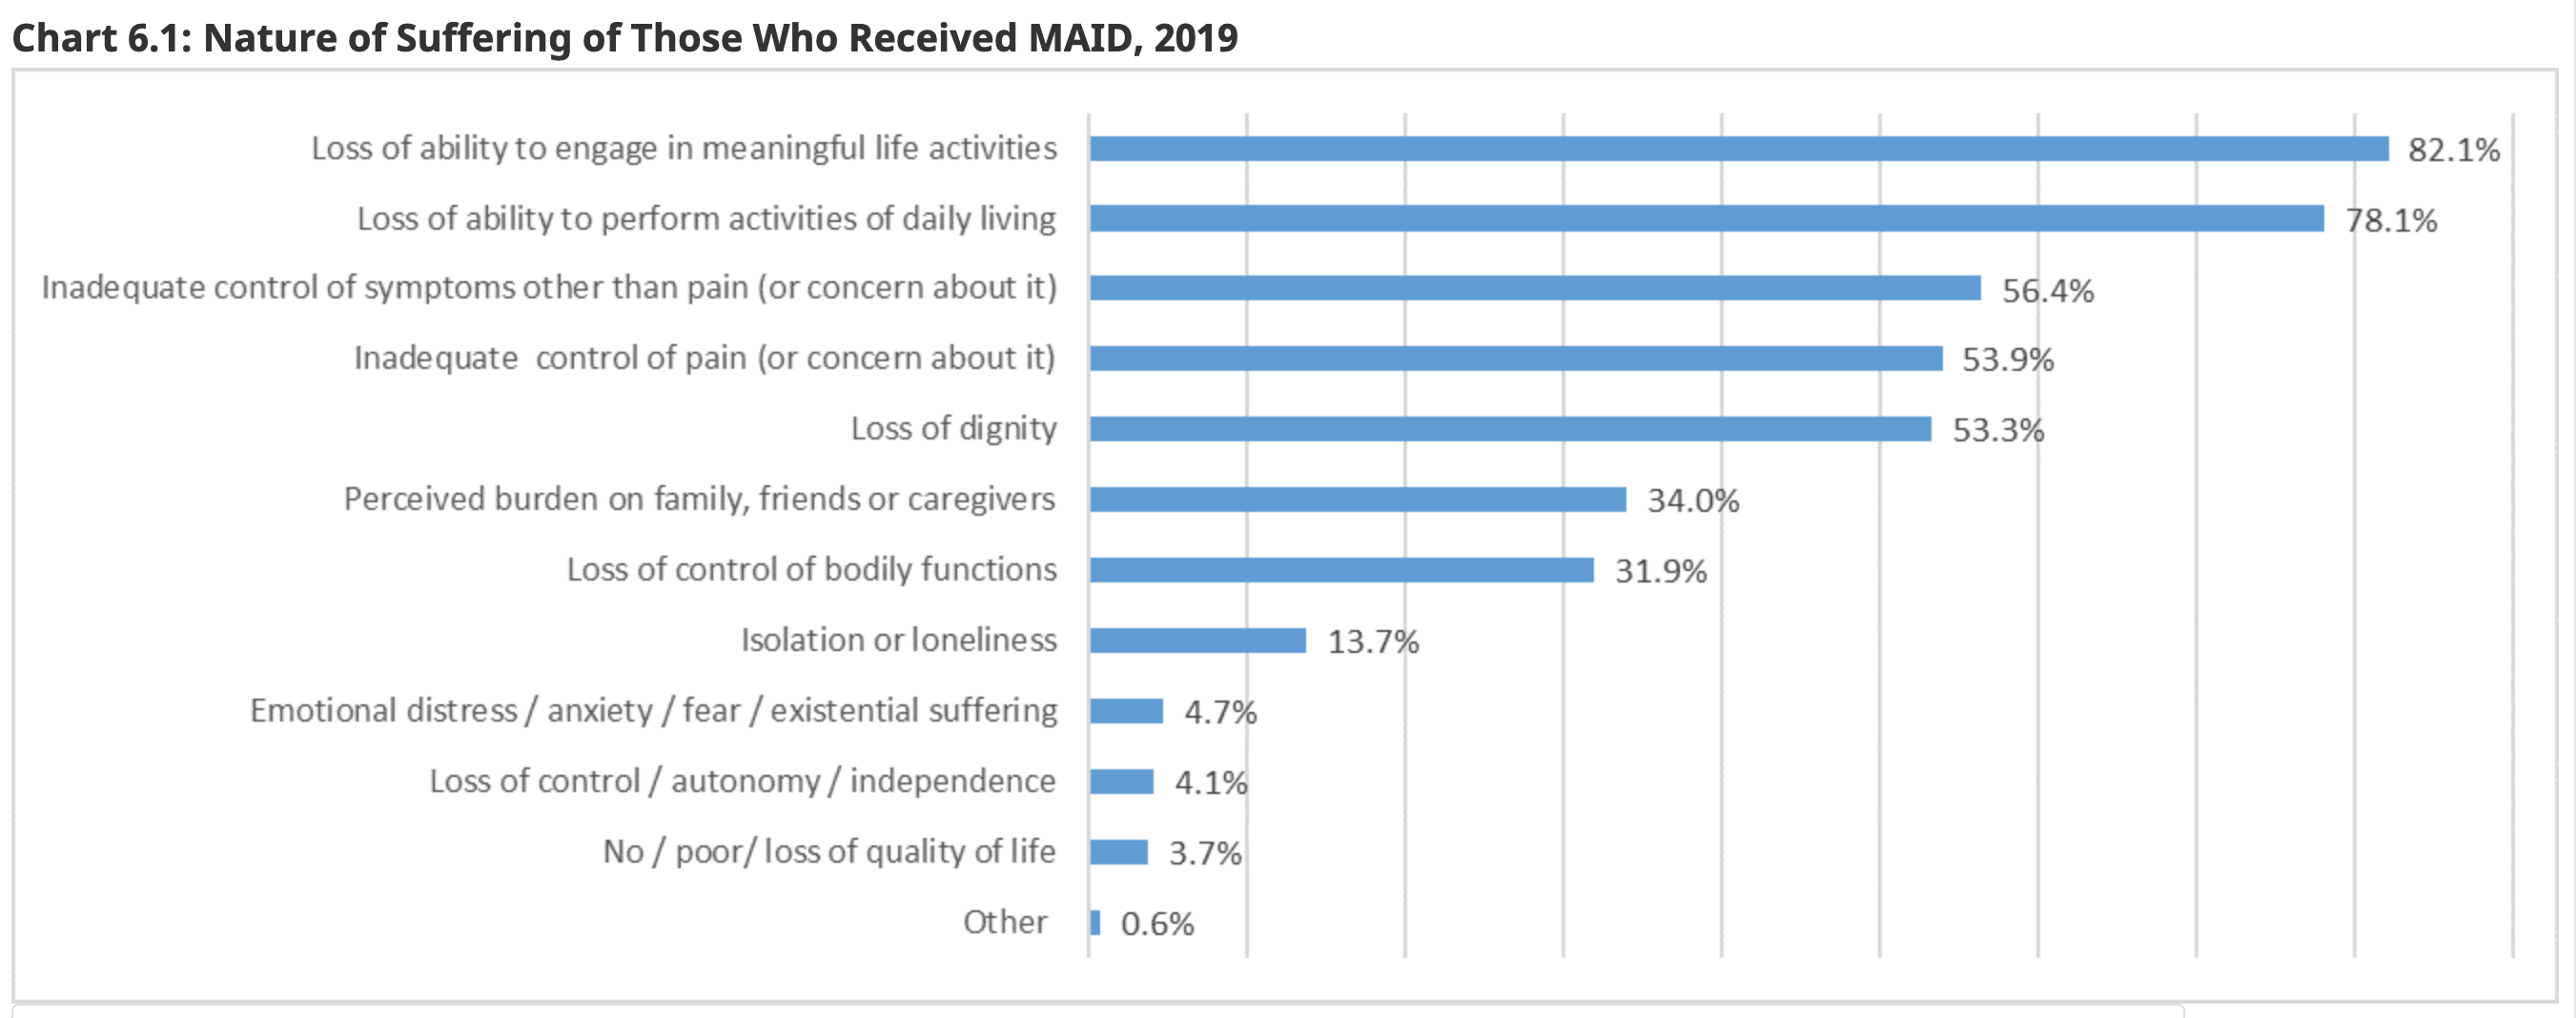 Chart 6.1: Nature of Suffering of Those Who Received MAID, 2019
Loss of ability to engage in meaningful life activities 82.1%
Loss of ability to perform activities of daily living 78.1%
Inadequate control of symptoms other than pain (or concern about it) 56.4%
Inadequate control of pain (or concern about it) 53.9%
Loss of dignity 53.3%
Perceived burden on family, friends or caregivers 34.0%
Loss of control of bodily functions 31.9%
Isolation or loneliness 13.7%
Emotional distress / anxiety / fear / existential suffering 4.7%
Loss of control / autonomy / independence 4.1%
No / poor/ loss of quality of life 3.7%
Other 0.6%